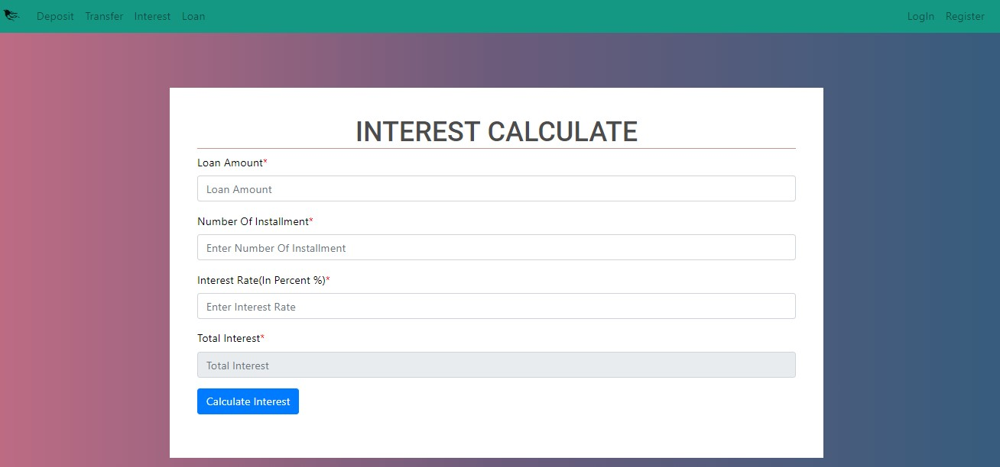 Deposit Transfer Interest Loan LogIn Register
INTEREST CALCULATE
Loan Amount*
Loan Amount
Number Of Installment*
Enter Number Of Installment
Interest Rate(In Percent %)*
Enter Interest Rate
Total Interest*
Total Interest
Calculate Interest